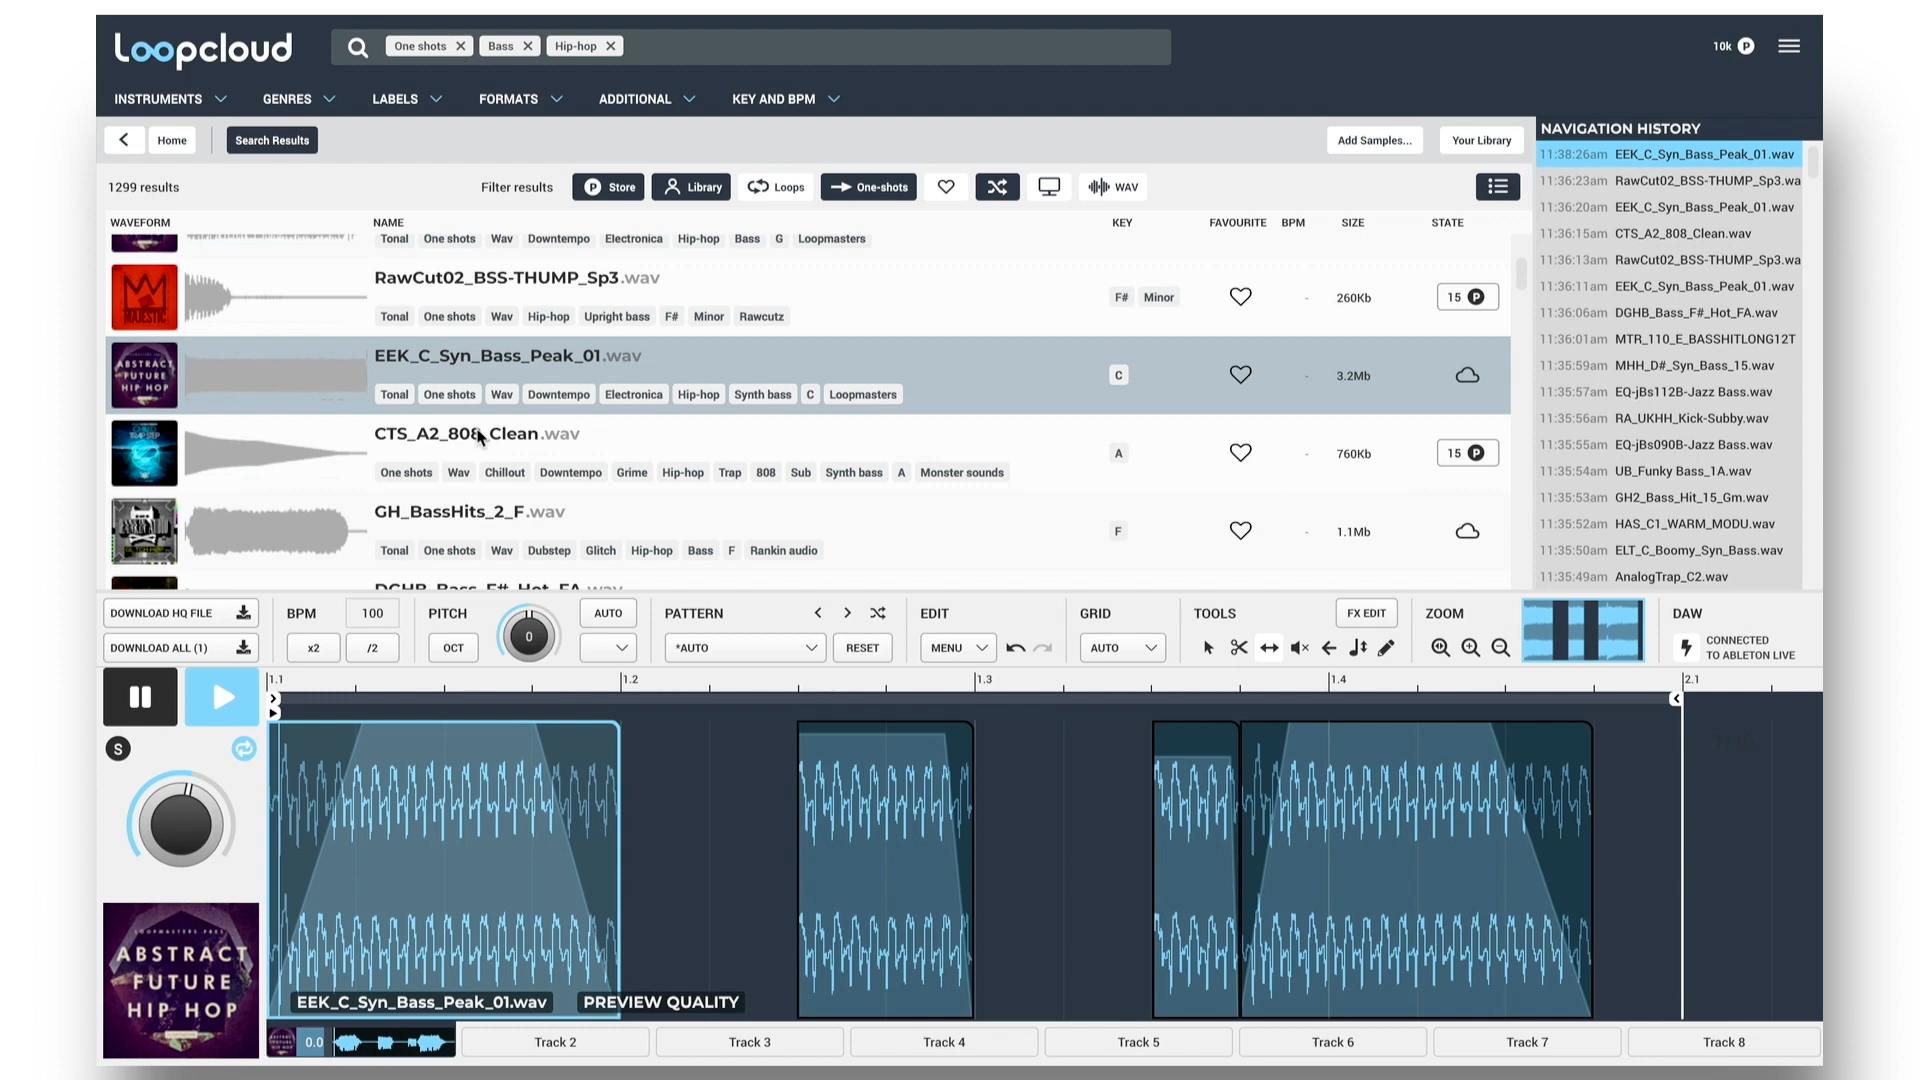 Loopcloud
One shots Bass Hip-hop
10k P
INSTRUMENTS GENRES LABELS FORMATS ADDITIONAL KEY AND BPM
Home Search Results Add Samples... Your Library
1299 results Filter results P Store Library Loops One-shots WAV
WAVEFORM NAME KEY FAVOURITE BPM SIZE STATE
Tonal One shots Wav Downtempo Electronica Hip-hop Bass G Loopmasters
RawCut02_BSS-THUMP_Sp3.wav
MAJESTIC
F# Minor - 260Kb 15 P
Tonal One shots Wav Hip-hop Upright bass F# Minor Rawcutz
EEK_C_Syn_Bass_Peak_01.wav
ABSTRACT
FUTURE
HIP HOP
C - 3.2Mb
Tonal One shots Wav Downtempo Electronica Hip-hop Synth bass C Loopmasters
CTS_A2_808_Clean.wav
A - 760Kb 15 P
One shots Wav Chillout Downtempo Grime Hip-hop Trap 808 Sub Synth bass A Monster sounds
GH_BassHits_2_F.wav
F - 1.1Mb
Tonal One shots Wav Dubstep Glitch Hip-hop Bass F Rankin audio
DGHB_Bass_F#_Hot_FA.wav
NAVIGATION HISTORY
11:38:26am EEK_C_Syn_Bass_Peak_01.wav
11:36:23am RawCut02_BSS-THUMP_Sp3.wa
11:36:20am EEK_C_Syn_Bass_Peak_01.wav
11:36:15am CTS_A2_808_Clean.wav
11:36:13am RawCut02_BSS-THUMP_Sp3.wa
11:36:11am EEK_C_Syn_Bass_Peak_01.wav
11:36:06am DGHB_Bass_F#_Hot_FA.wav
11:36:01am MTR_110_E_BASSHITLONG12T
11:35:59am MHH_D#_Syn_Bass_15.wav
11:35:57am EQ-jBs112B-Jazz Bass.wav
11:35:56am RA_UKHH_Kick-Subby.wav
11:35:55am EQ-jBs090B-Jazz Bass.wav
11:35:54am UB_Funky Bass_1A.wav
11:35:53am GH2_Bass_Hit_15_Gm.wav
11:35:52am HAS_C1_WARM_MODU.wav
11:35:50am ELT_C_Boomy_Syn_Bass.wav
11:35:49am AnalogTrap_C2.wav
DOWNLOAD HQ FILE BPM 100 PITCH 0 AUTO PATTERN EDIT GRID TOOLS FX EDIT ZOOM DAW
DOWNLOAD ALL (1) x2 /2 OCT *AUTO RESET MENU AUTO CONNECTED
TO ABLETON LIVE
1.1 1.2 1.3 1.4 2.1
S
LOOPMASTERS PRES
ABSTRACT
FUTURE
HIP HOP
EEK_C_Syn_Bass_Peak_01.wav PREVIEW QUALITY
0.0 Track 2 Track 3 Track 4 Track 5 Track 6 Track 7 Track 8